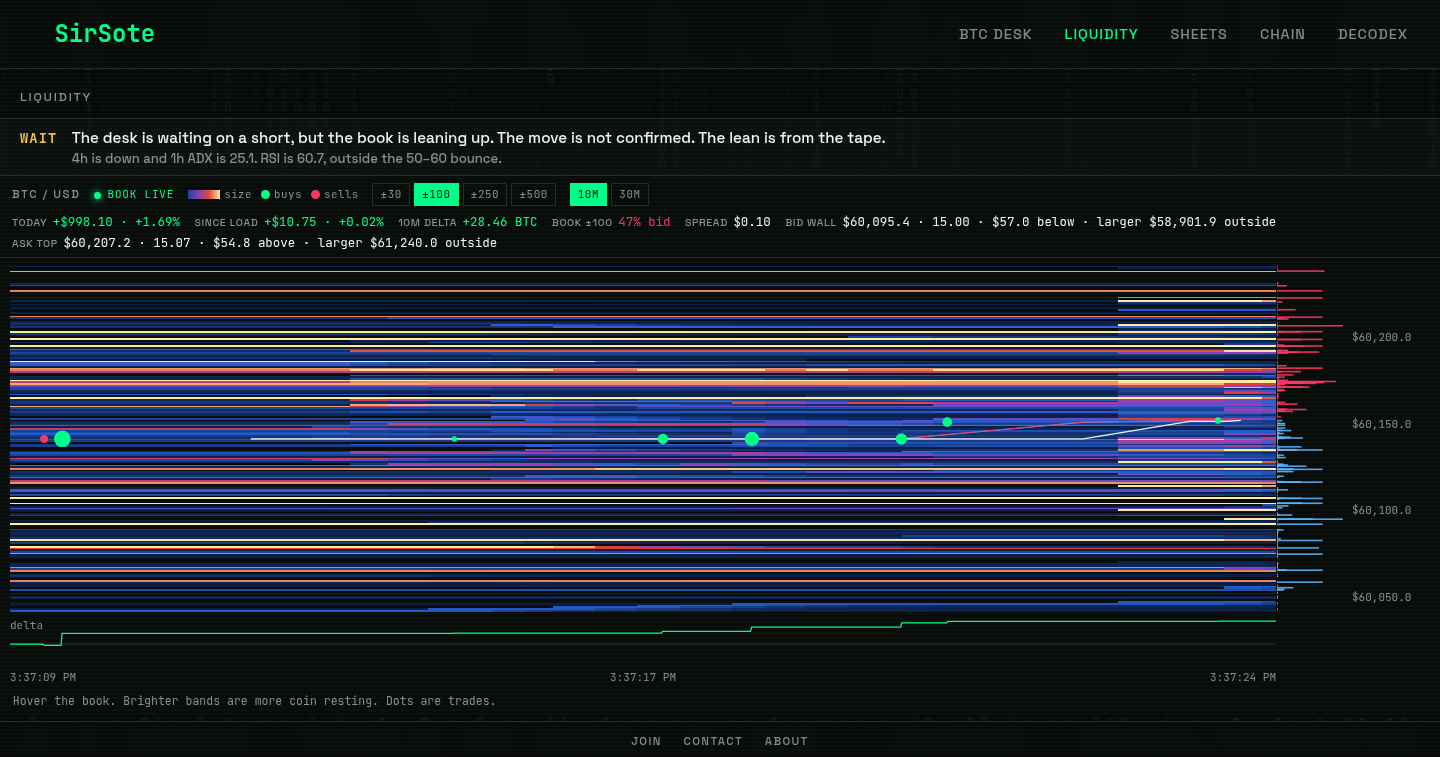 SirSote
BTC DESK LIQUIDITY SHEETS CHAIN DECODEX
LIQUIDITY
WAIT The desk is waiting on a short, but the book is leaning up. The move is not confirmed. The lean is from the tape.
4h is down and 1h ADX is 25.1. RSI is 60.7, outside the 50–60 bounce.
BTC / USD BOOK LIVE size buys sells ±30 ±100 ±250 ±500 10M 30M
TODAY +$998.10 · +1.69% SINCE LOAD +$10.75 · +0.02% 10M DELTA +28.46 BTC BOOK ±100 47% bid SPREAD $0.10 BID WALL $60,095.4 · 15.00 · $57.0 below · larger $58,901.9 outside
ASK TOP $60,207.2 · 15.07 · $54.8 above · larger $61,240.0 outside
$60,200.0
$60,150.0
$60,100.0
$60,050.0
delta
3:37:09 PM 3:37:17 PM 3:37:24 PM
Hover the book. Brighter bands are more coin resting. Dots are trades.
JOIN CONTACT ABOUT